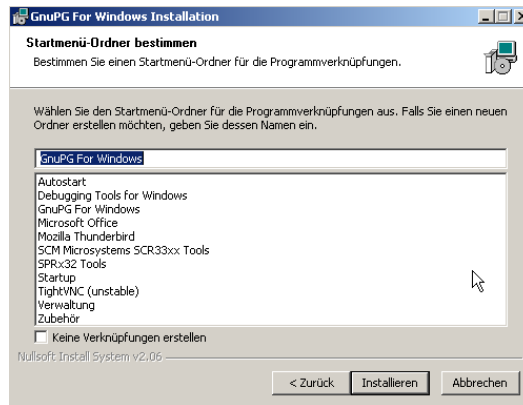 GnuPG For Windows Installation
Startmenü-Ordner bestimmen
Bestimmen Sie einen Startmenü-Ordner für die Programmverknüpfungen.
Wählen Sie den Startmenü-Ordner für die Programmverknüpfungen aus. Falls Sie einen neuen
Ordner erstellen möchten, geben Sie dessen Namen ein.
GnuPG For Windows
Autostart
Debugging Tools for Windows
GnuPG For Windows
Microsoft Office
Mozilla Thunderbird
SCM Microsystems SCR33xx Tools
SPRx32 Tools
Startup
TightVNC (unstable)
Verwaltung
Zubehör
Keine Verknüpfungen erstellen
Nullsoft Install System v2.06
< Zurück Installieren Abbrechen